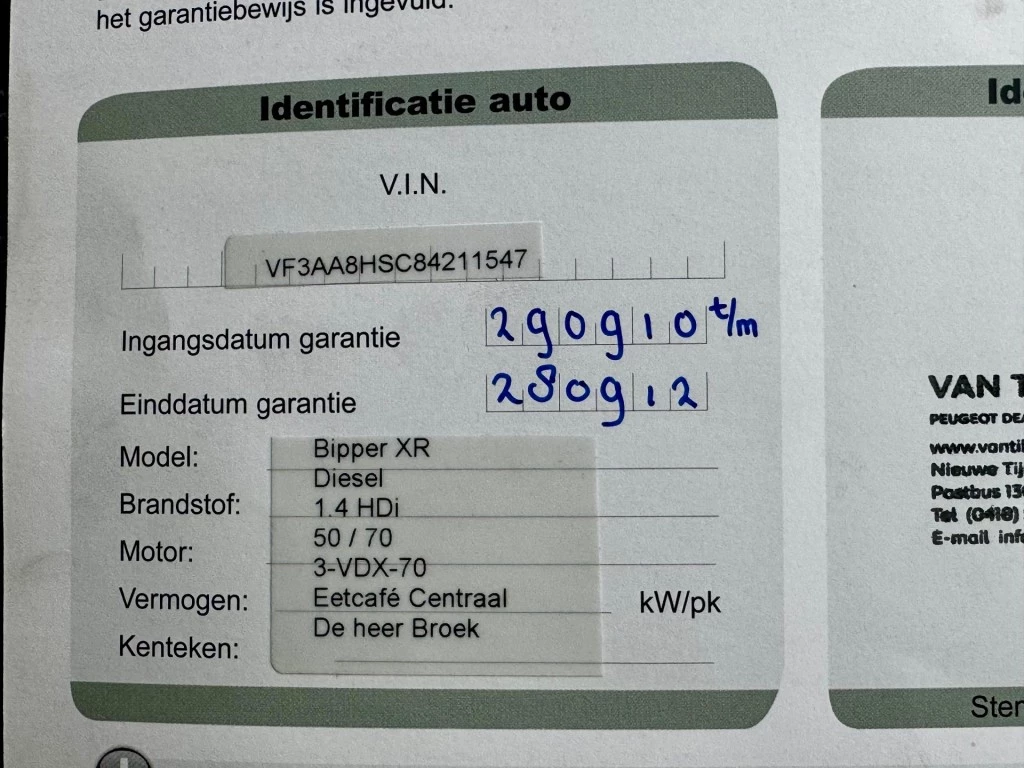 het garantiebewijs is ingevuld.
Identificatie auto
V.I.N.
VF3AA8HSC84211547
Ingangsdatum garantie 290910 t/m
Einddatum garantie 280912
Model: Bipper XR
Brandstof: Diesel
Motor: 1.4 HDi
Vermogen: 50 / 70 kW/pk
Kenteken: 3-VDX-70
Eetcafé Centraal
De heer Broek
VAN
PEUGEOT
Nieuwe
Postbus
Tel (0418)
E-mail